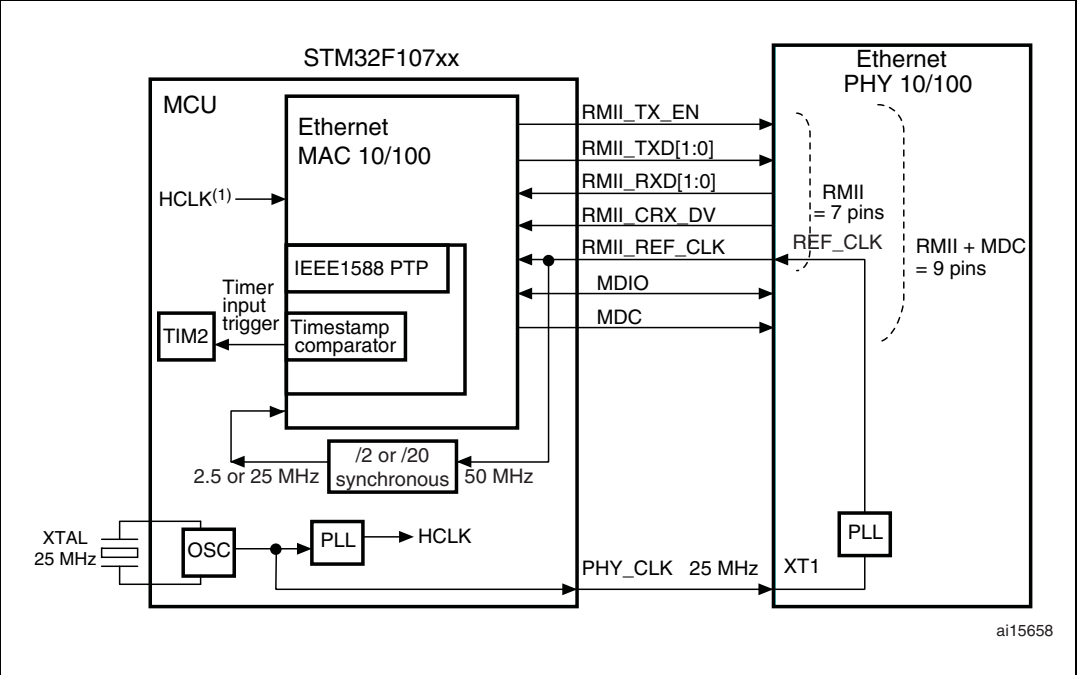 STM32F107xx
MCU
Ethernet
MAC 10/100
HCLK(1)
IEEE1588 PTP
Timer
input
trigger
Timestamp
comparator
TIM2
/2 or /20
synchronous
2.5 or 25 MHz
50 MHz
XTAL
25 MHz
OSC
PLL
HCLK
RMII_TX_EN
RMII_TXD[1:0]
RMII_RXD[1:0]
RMII_CRX_DV
RMII_REF_CLK
MDIO
MDC
PHY_CLK 25 MHz
Ethernet
PHY 10/100
RMII
= 7 pins
REF_CLK
RMII + MDC
= 9 pins
PLL
XT1
ai15658